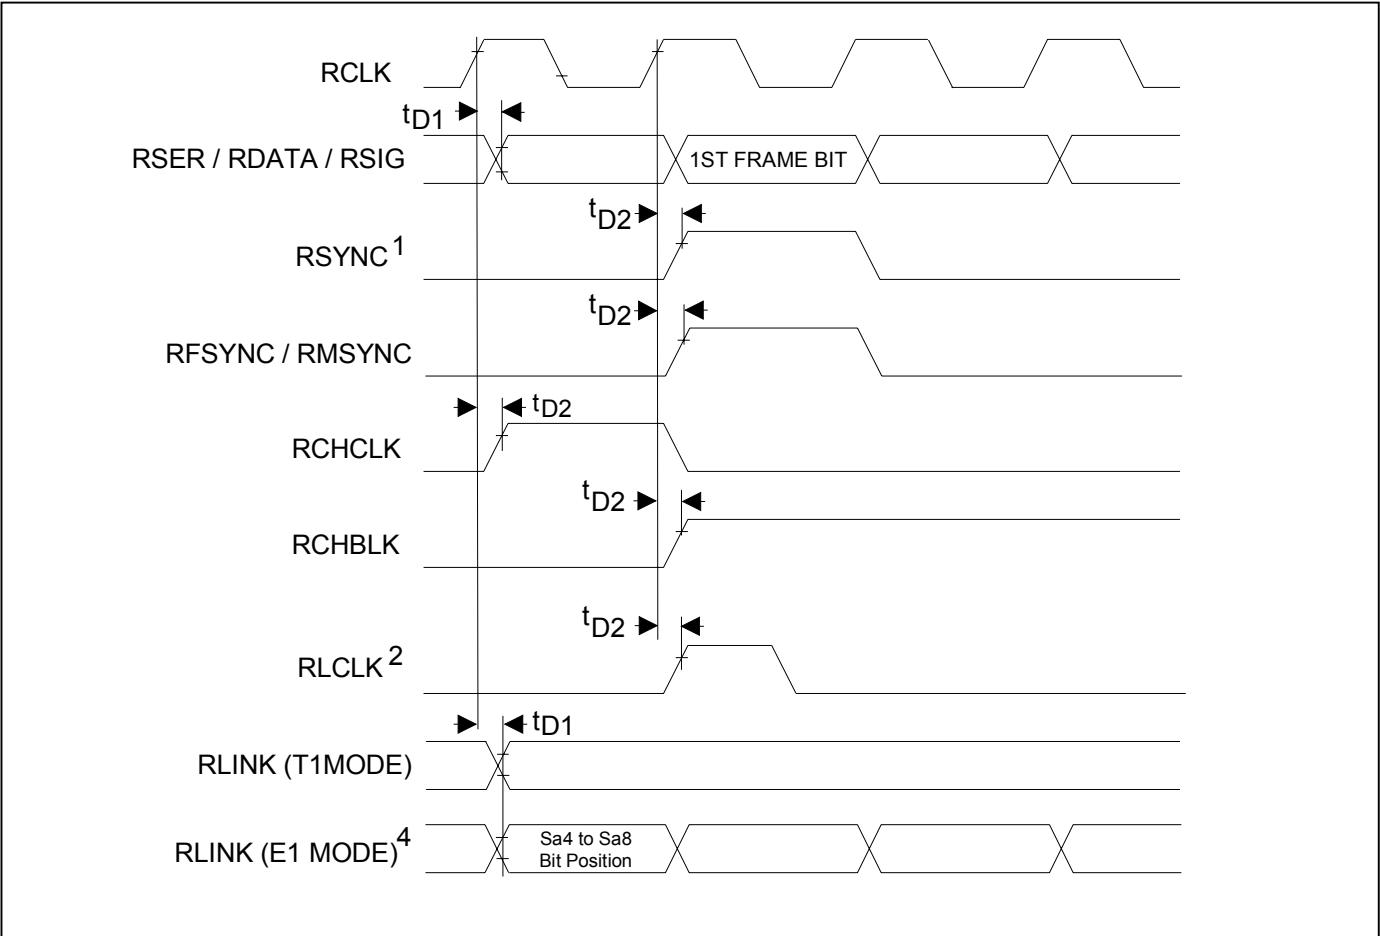 RCLK
tD1
RSER / RDATA / RSIG
1ST FRAME BIT
tD2
RSYNC 1
tD2
RFSYNC / RMSYNC
tD2
RCHCLK
tD2
RCHBLK
tD2
RLCLK 2
tD1
RLINK (T1MODE)
RLINK (E1 MODE) 4
Sa4 to Sa8
Bit Position